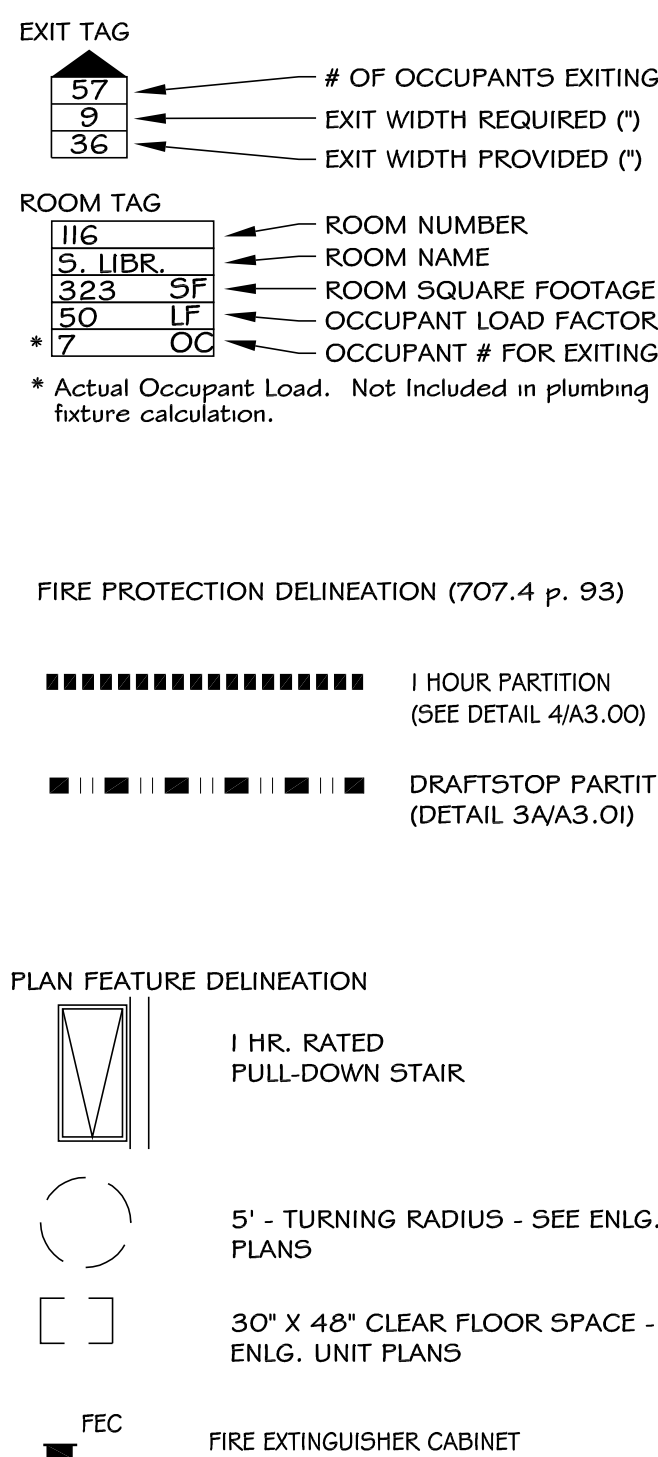 EXIT TAG
57 # OF OCCUPANTS EXITING
9 EXIT WIDTH REQUIRED (")
36 EXIT WIDTH PROVIDED (")
ROOM TAG
116 ROOM NUMBER
S. LIBR. ROOM NAME
323 SF ROOM SQUARE FOOTAGE
50 LF OCCUPANT LOAD FACTOR
* 7 OC OCCUPANT # FOR EXITING
* Actual Occupant Load. Not Included in plumbing
fixture calculation.
FIRE PROTECTION DELINEATION (707.4 p. 93)
1 HOUR PARTITION
(SEE DETAIL 4/A3.00)
DRAFTSTOP PARTIT
(DETAIL 3A/A3.01)
PLAN FEATURE DELINEATION
1 HR. RATED
PULL-DOWN STAIR
5' - TURNING RADIUS - SEE ENLG.
PLANS
30" X 48" CLEAR FLOOR SPACE -
ENLG. UNIT PLANS
FEC
FIRE EXTINGUISHER CABINET